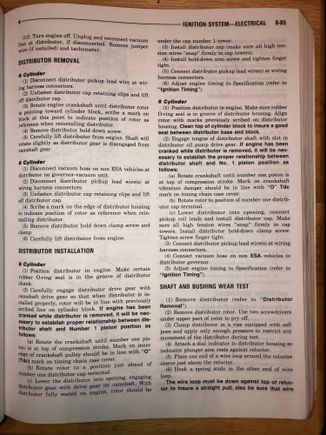 IGNITION SYSTEM—ELECTRICAL 8-85
(13) Turn engine off. Unplug and reconnect vacuum
line at distributor, if disconnected. Remove jumper
wire (if installed) and tachometer.
DISTRIBUTOR REMOVAL
6 Cylinder
(1) Disconnect distributor pickup lead wire at wir-
ing harness connectors.
(2) Unfasten distributor cap retaining clips and lift
off distributor cap.
(3) Rotate engine crankshaft until distributor rotor
is pointing toward cylinder block, scribe a mark on
block at this point to indicate position of rotor as
reference when reinstalling distributor.
(4) Remove distributor hold down screw.
(5) Carefully lift distributor from engine. Shaft will
rotate slightly as distributor gear is disengaged from
camshaft gear.
8 Cylinder
(1) Disconnect vacuum hose on non ESA vehicles at
distributor on governor-vacuum unit.
(2) Disconnect distributor pickup lead wire(s) at
wiring harness connectors.
(3) Unfasten distributor cap retaining clips and lift
off distributor cap.
(4) Scribe a mark on the edge of distributor housing
to indicate position of rotor as reference when rein-
stalling distributor.
(5) Remove distributor hold down clamp screw and
clamp.
(6) Carefully lift distributor from engine.
DISTRIBUTOR INSTALLATION
6 Cylinder
(1) Position distributor in engine. Make certain
rubber O-ring seal is in the groove of distributor
shank.
(2) Carefully engage distributor drive gear with
camshaft drive gear so that when distributor is in-
stalled properly, rotor will be in line with previously
scribed line on cylinder block. If engine has been
cranked while distributor is removed, it will be nec-
essary to establish proper relationship between dis-
tributor shaft and Number 1 piston position as
follows:
(a) Rotate the crankshaft until number one pis-
ton is at top of compression stroke. Mark on inner
edge of crankshaft pulley should be in line with "O"
(Tdc) mark on timing chain case cover.
(b) Rotate rotor to a position just ahead of
number one distributor cap terminal.
(c) Lower the distributor into opening, engaging
distributor gear with drive gear on camshaft. With
distributor fully seated on engine, rotor should be
under the cap number 1 tower.
(3) Install distributor cap (make sure all high ten-
sion wires "snap" firmly in cap towers).
(4) Install hold-down arm screw and tighten finger
tight.
(5) Connect distributor pickup lead wire(s) at wiring
harness connectors.
(6) Adjust engine timing to Specification (refer to
"Ignition Timing").
8 Cylinder
(1) Position distributor in engine. Make sure rubber
O-ring seal is in groove of distributor housing. Align
rotor with marks previously scribed on distributor
housing. Clean top of cylinder block to insure a good
seal between distributor base and block.
(2) Engage tongue of distributor shaft with slot in
distributor oil pump drive gear. If engine has been
cranked while distributor is removed, it will be nec-
essary to establish the proper relationship between
distributor shaft and No. 1 piston position as
follows:
(a) Rotate crankshaft until number one piston is
at top of compression stroke. Mark on crankshaft
vibration damper should be in line with "O" Tdc
mark on timing chain case cover.
(b) Rotate rotor to position of number one distrib-
utor cap terminal.
(c) Lower distributor into opening, connect
pickup coil leads and install distributor cap. Make
sure all high tension wire "snap" firmly in cap
towers. Install distributor hold-down clamp screw.
Tighten screw finger tight.
(3) Connect distributor pickup lead wire(s) at wiring
harness connectors.
(4) Connect vacuum hose on non ESA vehicles to
distributor governor.
(5) Adjust engine timing to Specification (refer to
"Ignition Timing").
SHAFT AND BUSHING WEAR TEST
(1) Remove distributor (refer to "Distributor
Removal").
(2) Remove distributor rotor. Use two screwdrivers
under upper part of rotor to pry off.
(3) Clamp distributor in a vise equipped with soft
jaws and apply only enough pressure to restrict any
movement of the distributor during test.
(4) Attach a dial indicator to distributor housing so
indicator plunger arm rests against reluctor.
(5) Place one end of a wire loop around the reluctor
sleeve just above the reluctor.
(6) Hook a spring scale in the other end of wire
loop.
The wire loop must be down against top of reluc-
tor to insure a straight pull; also be sure that wire